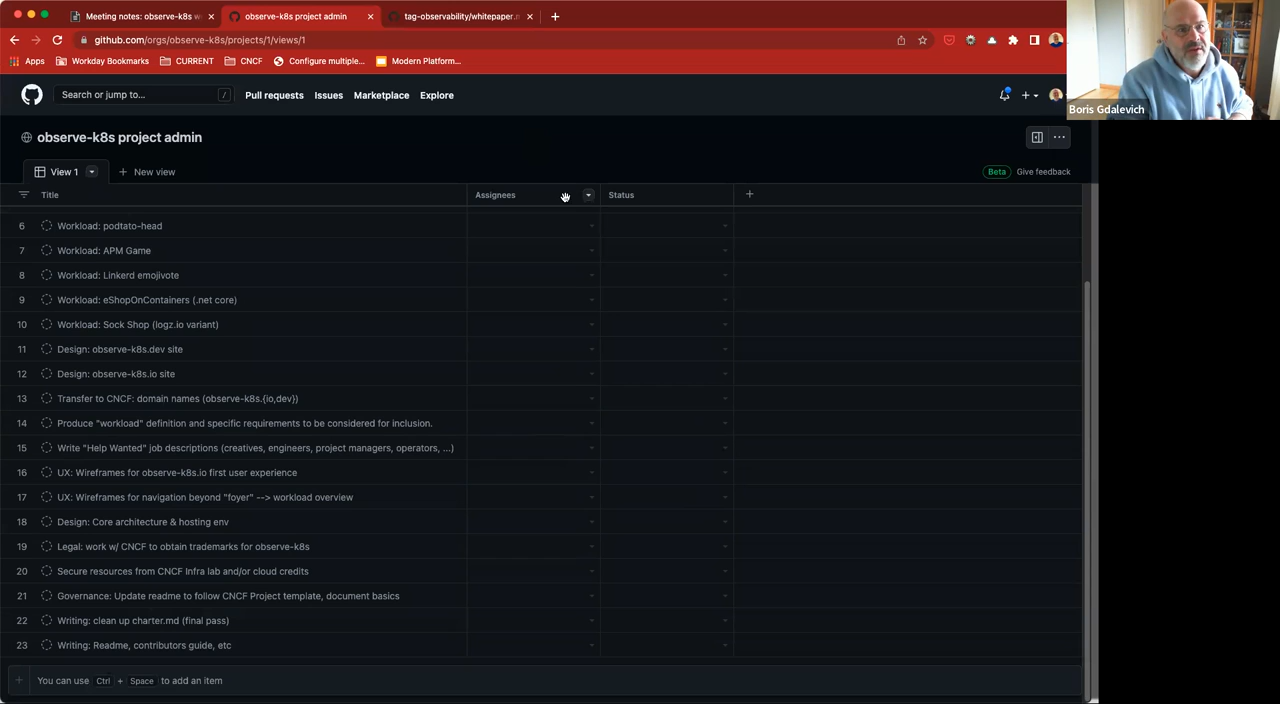 Meeting notes: observe-k8s w
observe-k8s project admin
tag-observability/whitepaper.m
github.com/orgs/observe-k8s/projects/1/views/1
Apps
Workday Bookmarks
CURRENT
CNCF
Configure multiple...
Modern Platform...
Search or jump to...
/
Pull requests
Issues
Marketplace
Explore
Boris Gdalevich
observe-k8s project admin
View 1
New view
Beta
Give feedback
Title
Assignees
Status
6 Workload: podtato-head
7 Workload: APM Game
8 Workload: Linkerd emojivote
9 Workload: eShopOnContainers (.net core)
10 Workload: Sock Shop (logz.io variant)
11 Design: observe-k8s.dev site
12 Design: observe-k8s.io site
13 Transfer to CNCF: domain names (observe-k8s.{io,dev})
14 Produce "workload" definition and specific requirements to be considered for inclusion.
15 Write "Help Wanted" job descriptions (creatives, engineers, project managers, operators, ...)
16 UX: Wireframes for observe-k8s.io first user experience
17 UX: Wireframes for navigation beyond "foyer" --> workload overview
18 Design: Core architecture & hosting env
19 Legal: work w/ CNCF to obtain trademarks for observe-k8s
20 Secure resources from CNCF Infra lab and/or cloud credits
21 Governance: Update readme to follow CNCF Project template, document basics
22 Writing: clean up charter.md (final pass)
23 Writing: Readme, contributors guide, etc
You can use Ctrl + Space to add an item